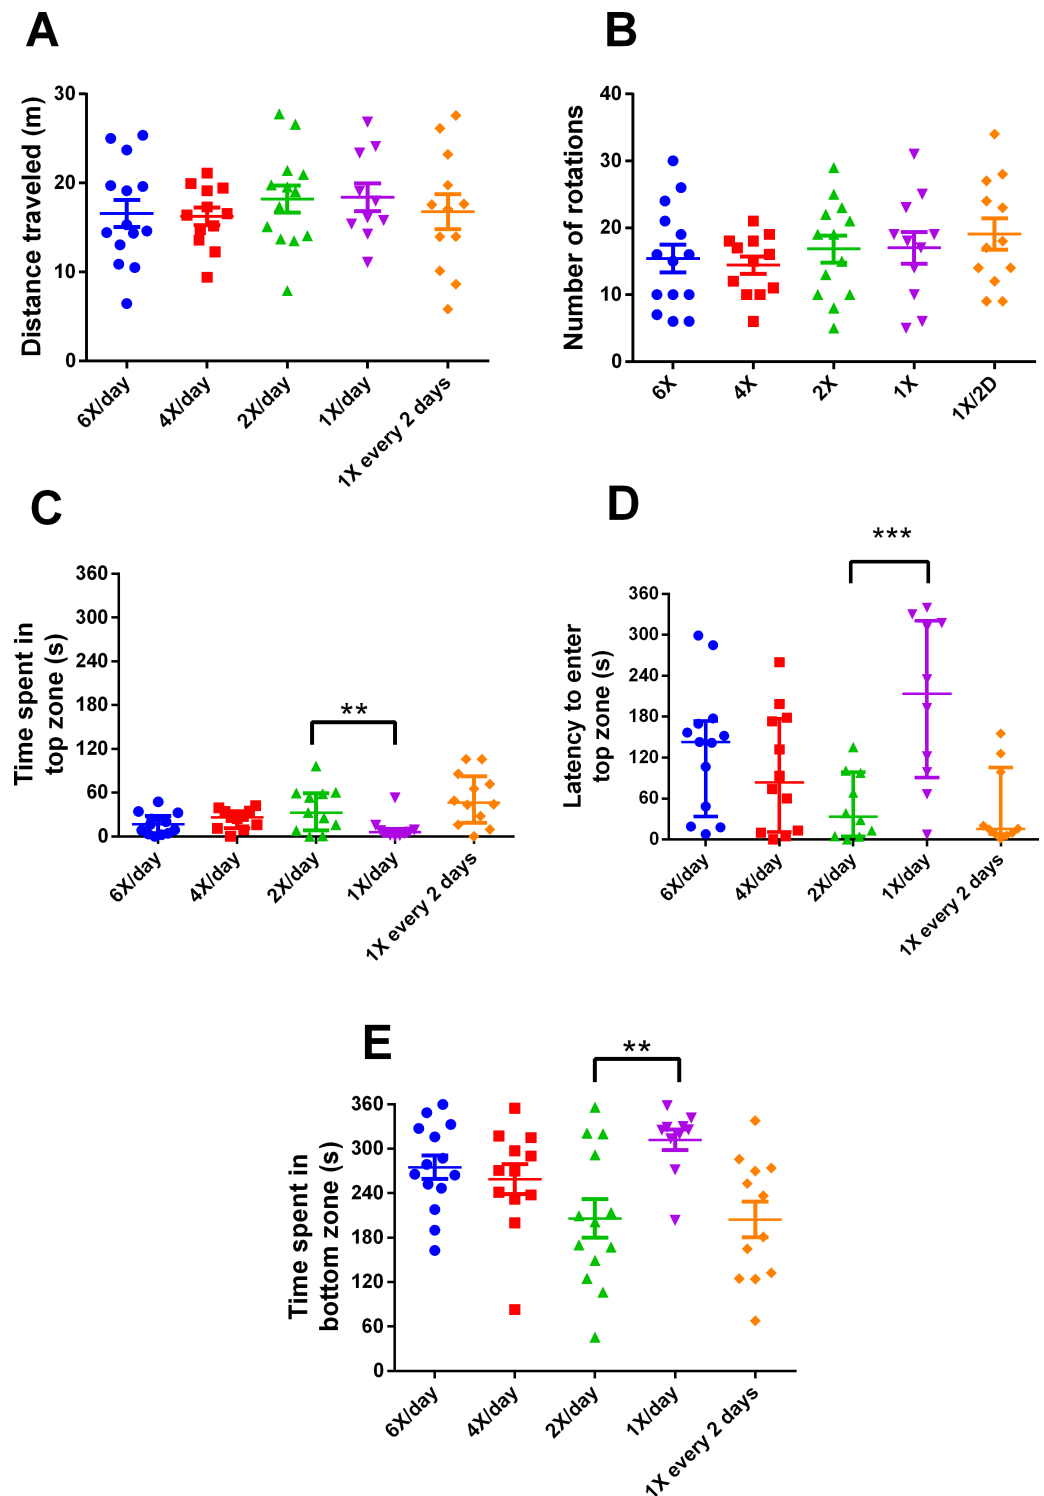 A
Distance traveled (m)
30
20
10
0
6X/day
4X/day
2X/day
1X/day
1X every 2 days
B
Number of rotations
40
30
20
10
0
6X
4X
2X
1X
1X/2D
C
Time spent in
top zone (s)
360
300
240
180
120
60
0
**
6X/day
4X/day
2X/day
1X/day
1X every 2 days
D
Latency to enter
top zone (s)
360
300
240
180
120
60
0
***
6X/day
4X/day
2X/day
1X/day
1X every 2 days
E
Time spent in
bottom zone (s)
360
300
240
180
120
60
0
**
6X/day
4X/day
2X/day
1X/day
1X every 2 days